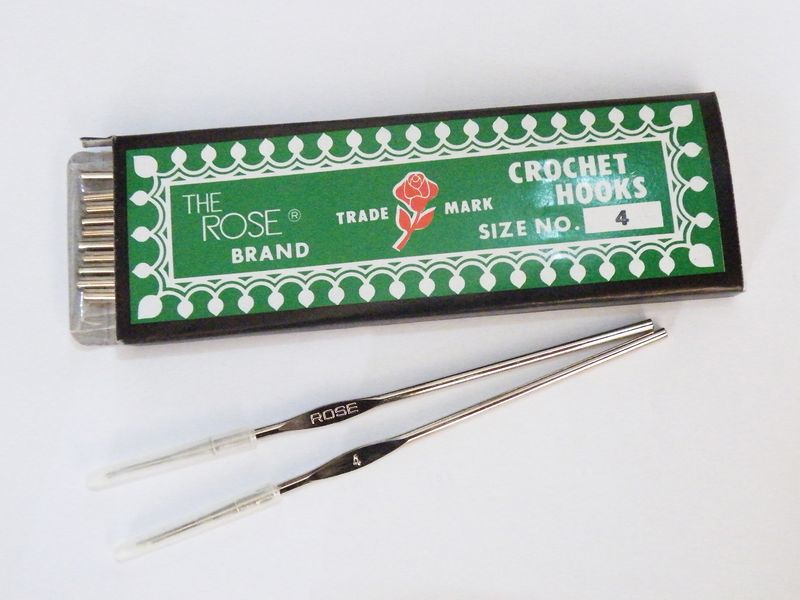 THE
ROSE®
BRAND
TRADE MARK
CROCHET
HOOKS
SIZE NO. 4
ROSE
4